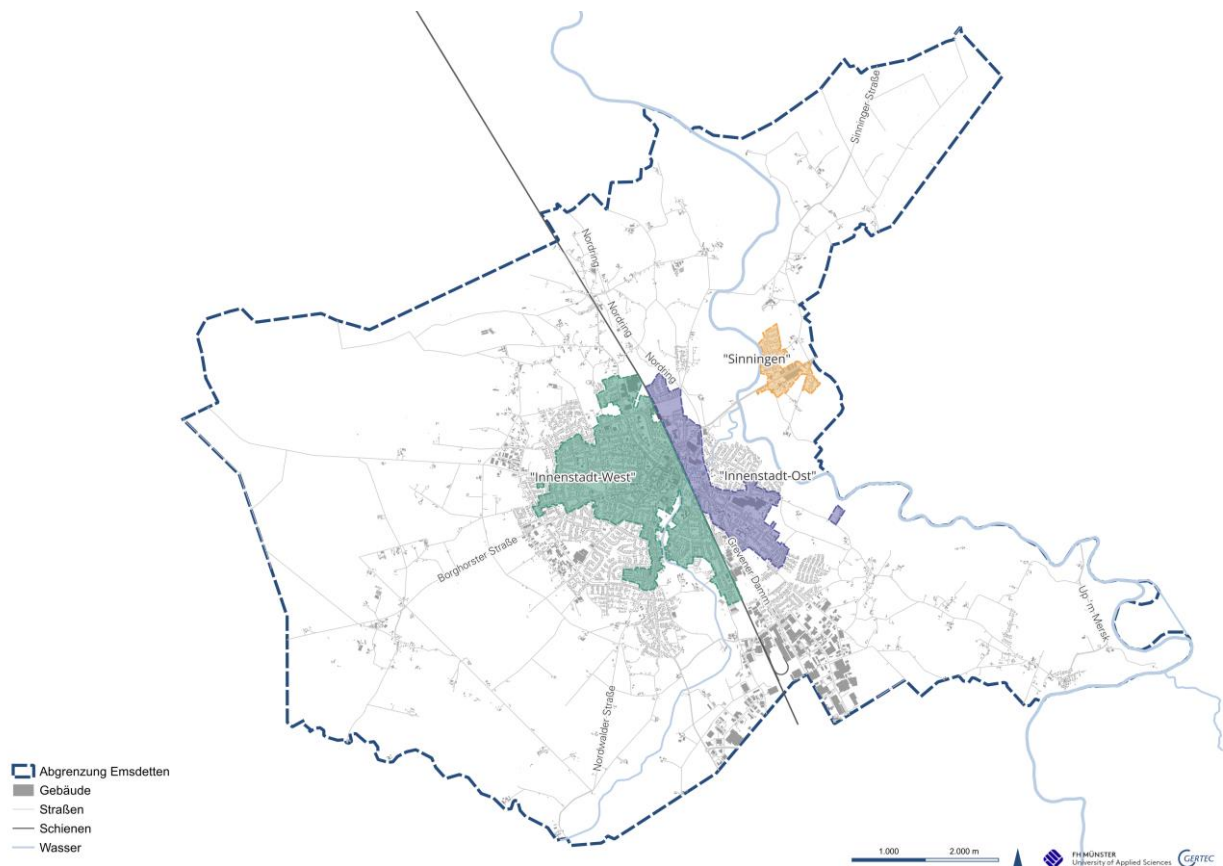 Sinninger Straße
Nordring
Nordring
Nordring
"Sinningen"
"Innenstadt-West"
"Innenstadt-Ost"
Borghorster Straße
Grevener Damm
Up 'm Mersk
Nordwalder Straße
Abgrenzung Emsdetten
Gebäude
Straßen
Schienen
Wasser
1.000 2.000 m
FH MÜNSTER
University of Applied Sciences
GERTEC